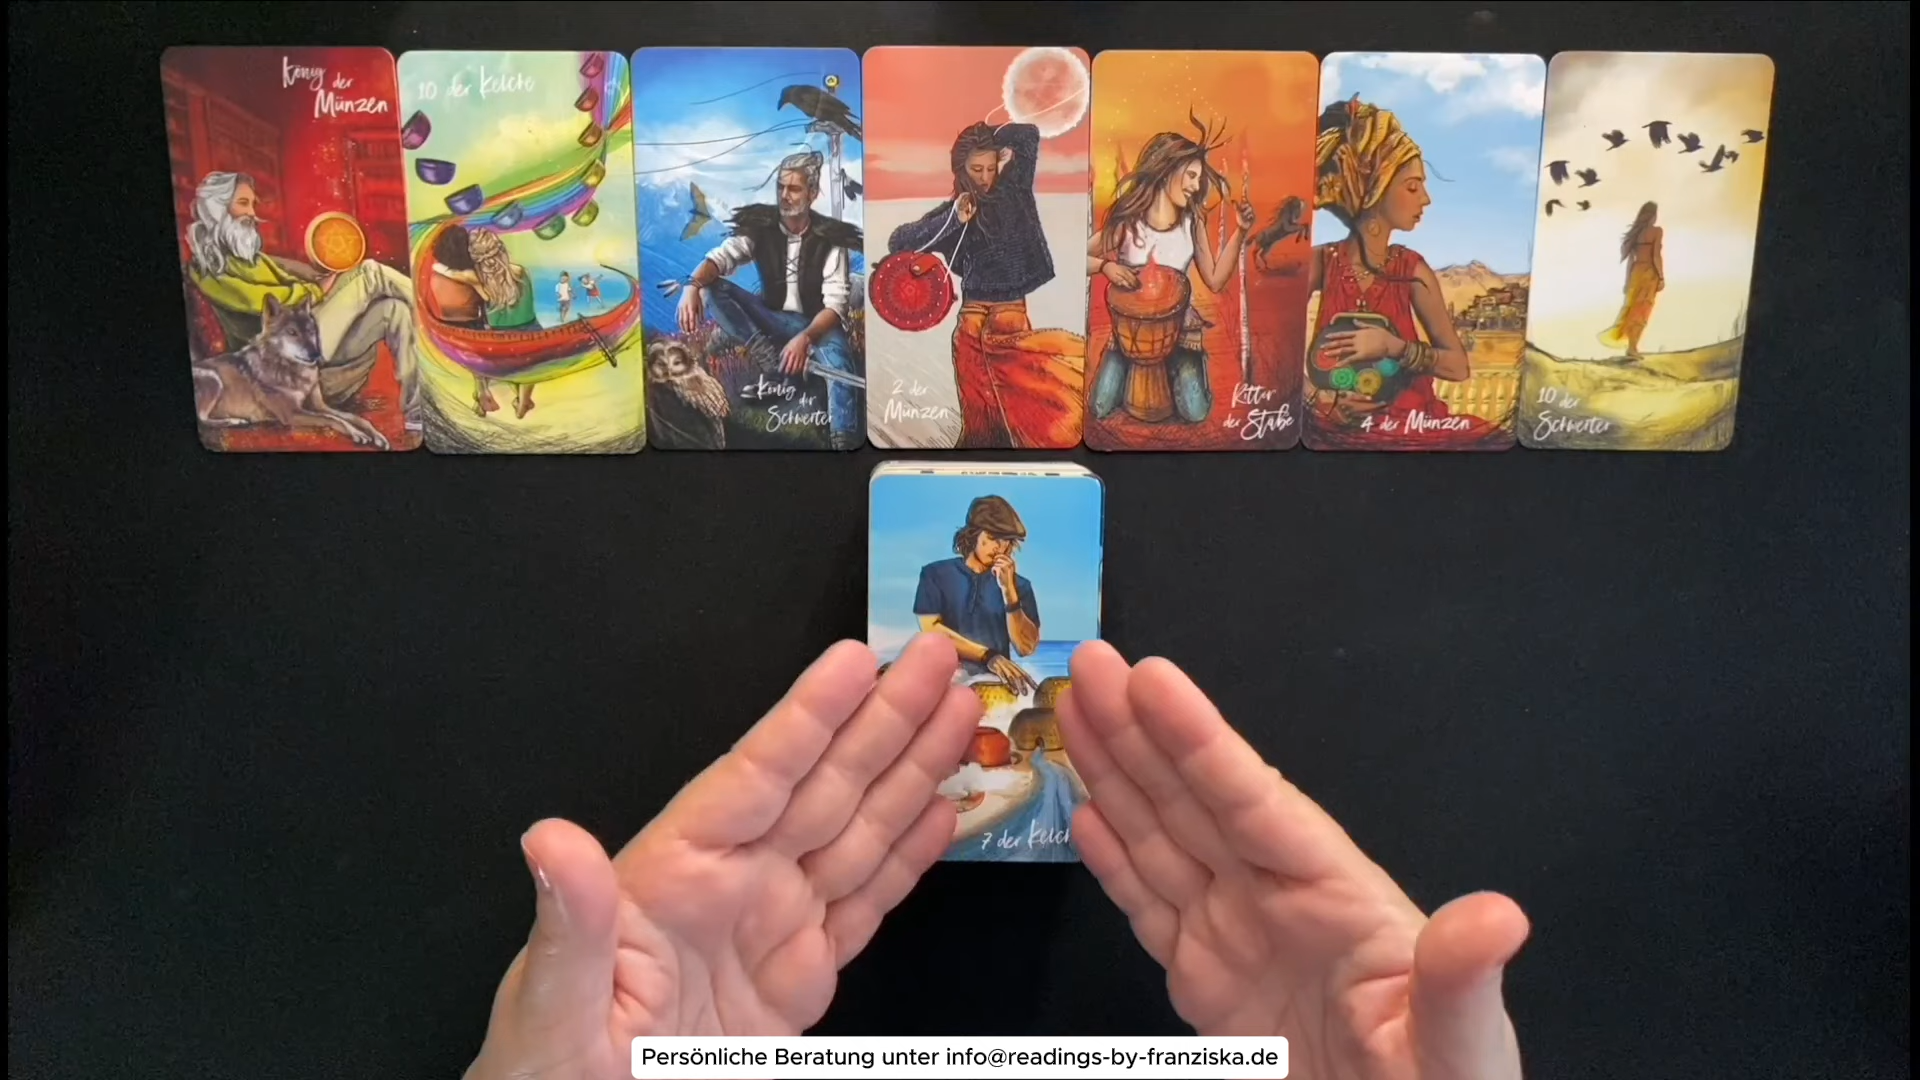 König
der
Münzen
10 der Kelche
König
der
Schwerter
2 der
Münzen
Ritter
der Stäbe
4 der Münzen
10 der
Schwerter
7 der Kelch
Persönliche Beratung unter info@readings-by-franziska.de